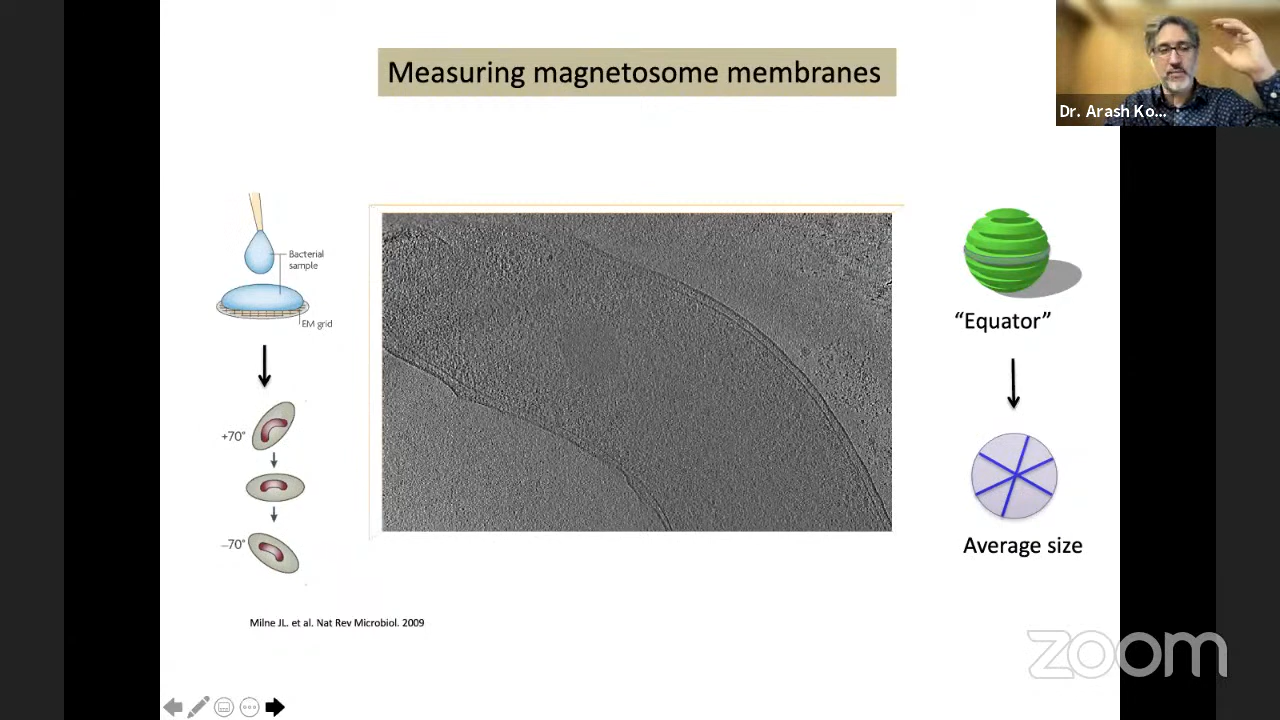 Measuring magnetosome membranes
Dr. Arash Ko...
Bacterial
sample
EM grid
+70°
–70°
“Equator”
Average size
Milne JL. et al. Nat Rev Microbiol. 2009
zoom